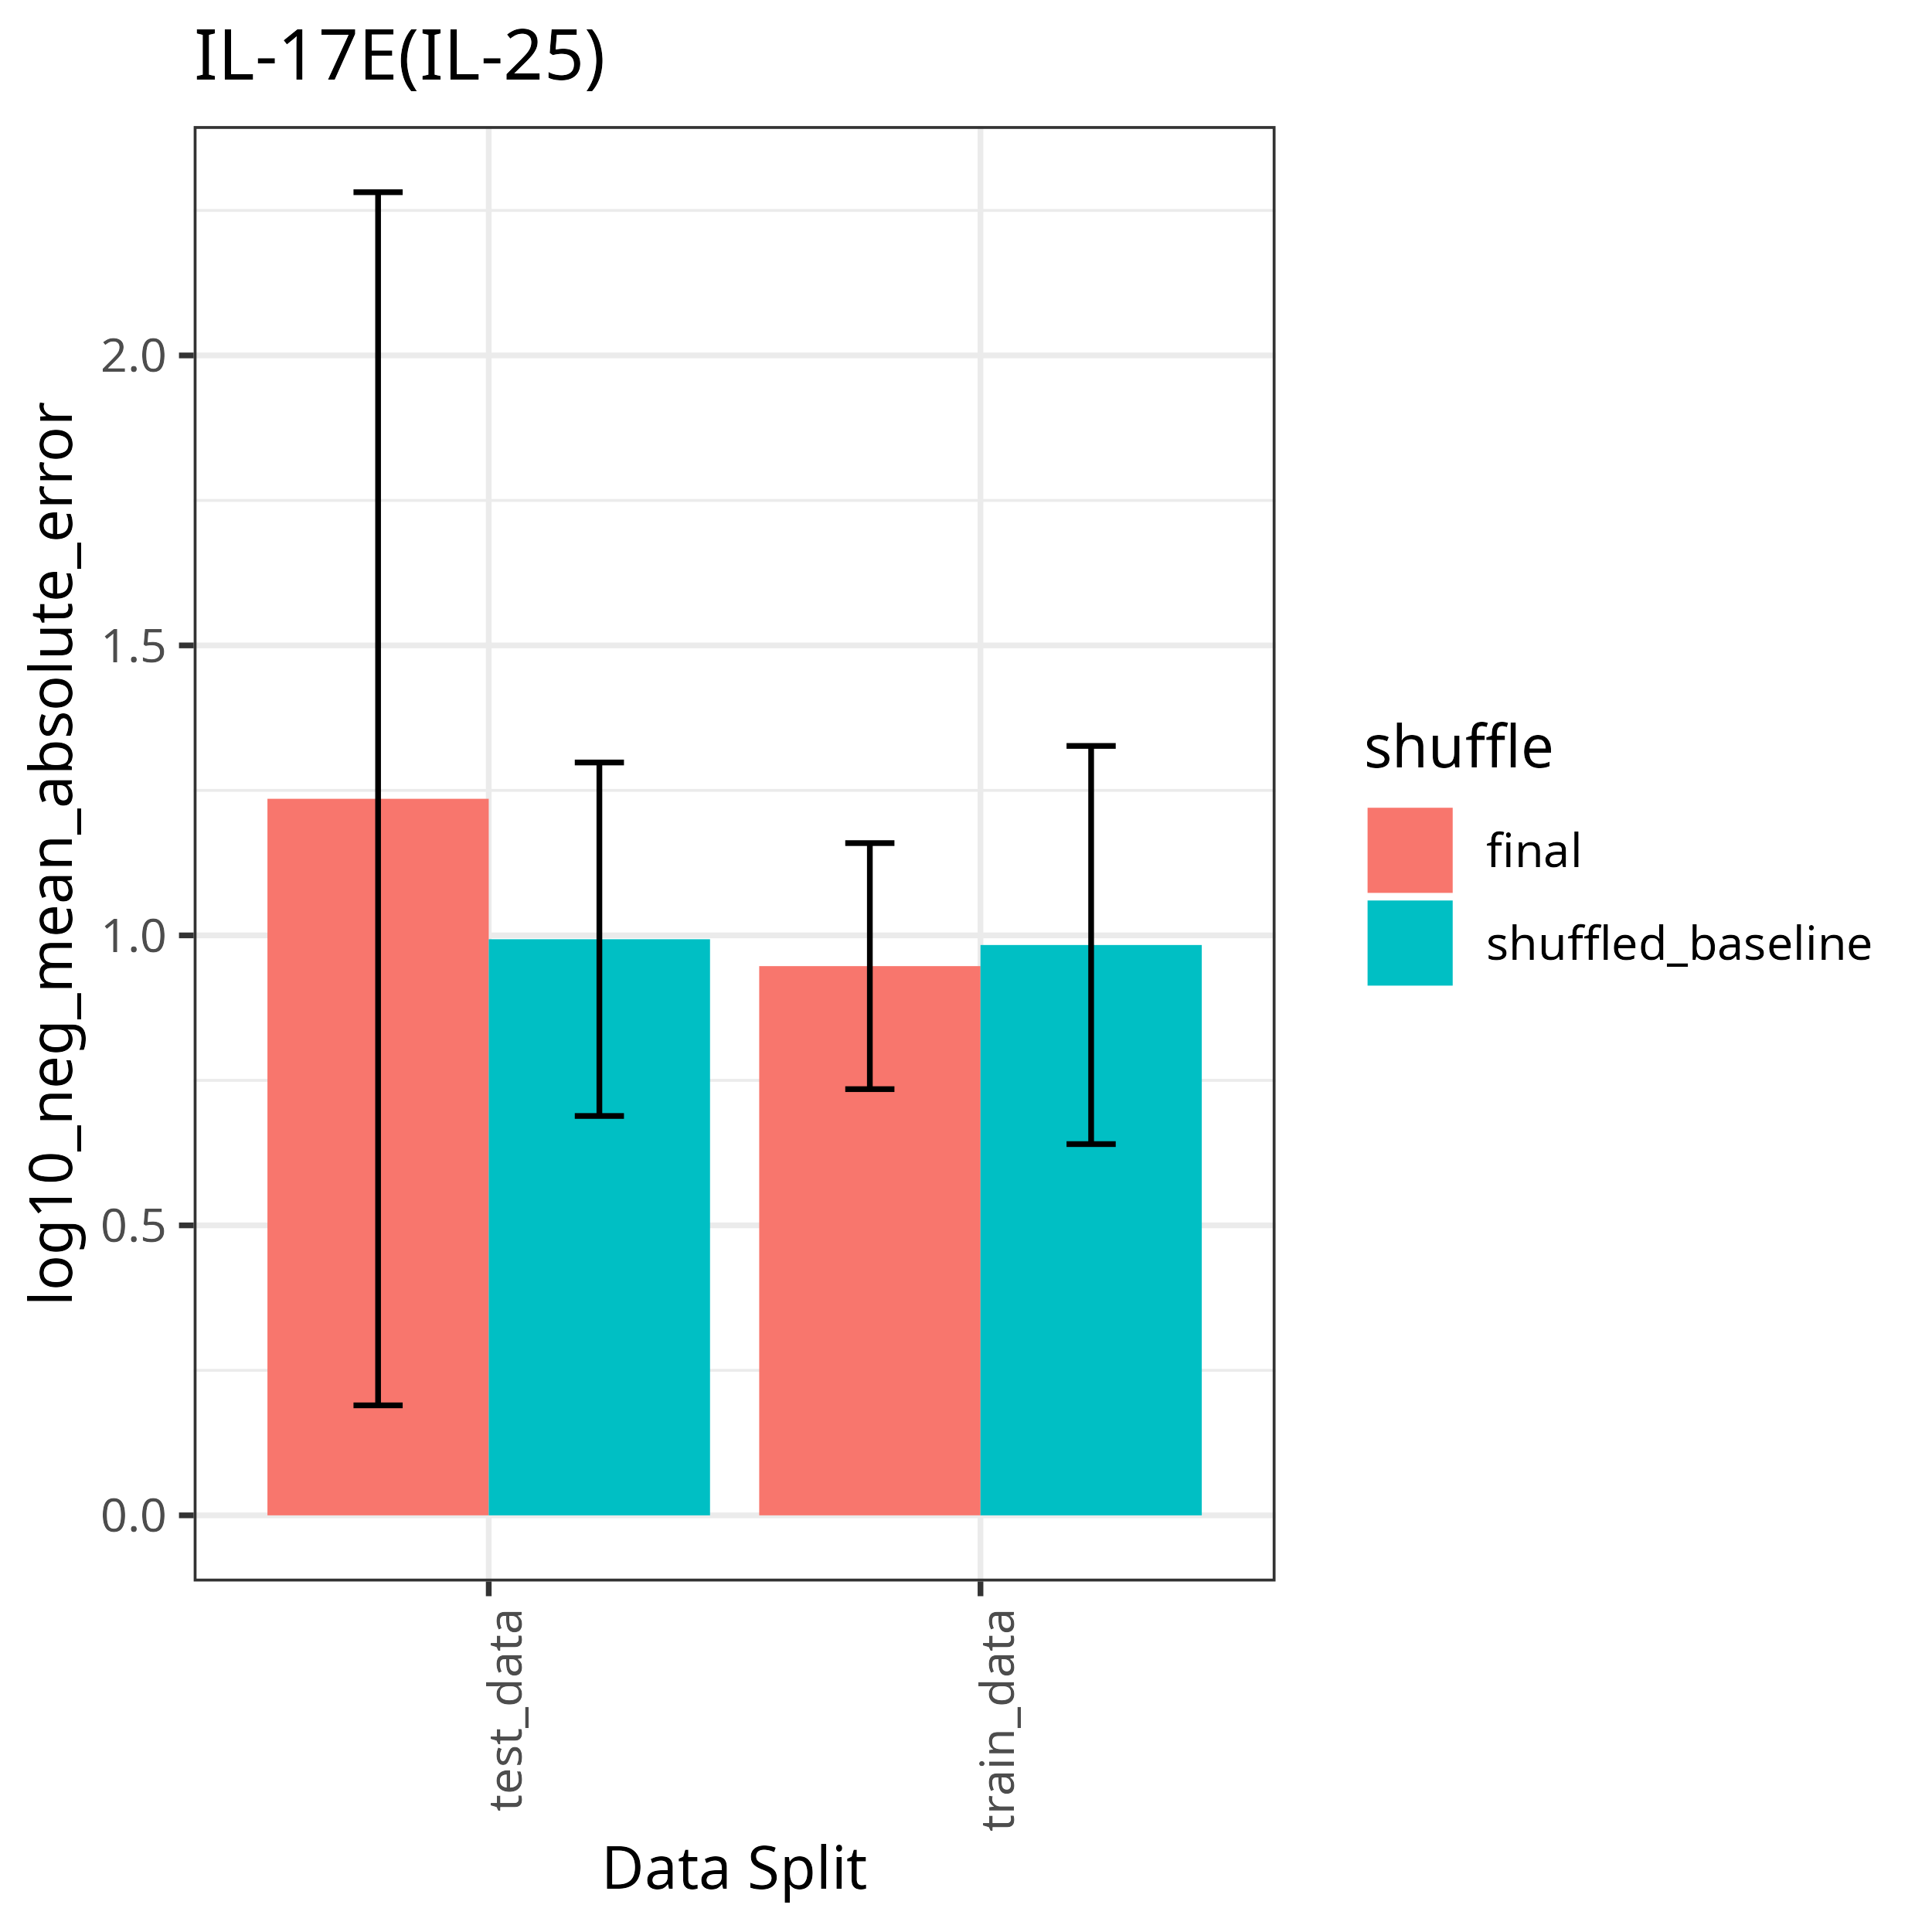 IL-17E(IL-25)
log10_neg_mean_absolute_error
2.0
1.5
1.0
0.5
0.0
test_data
train_data
Data Split
shuffle
final
shuffled_baseline